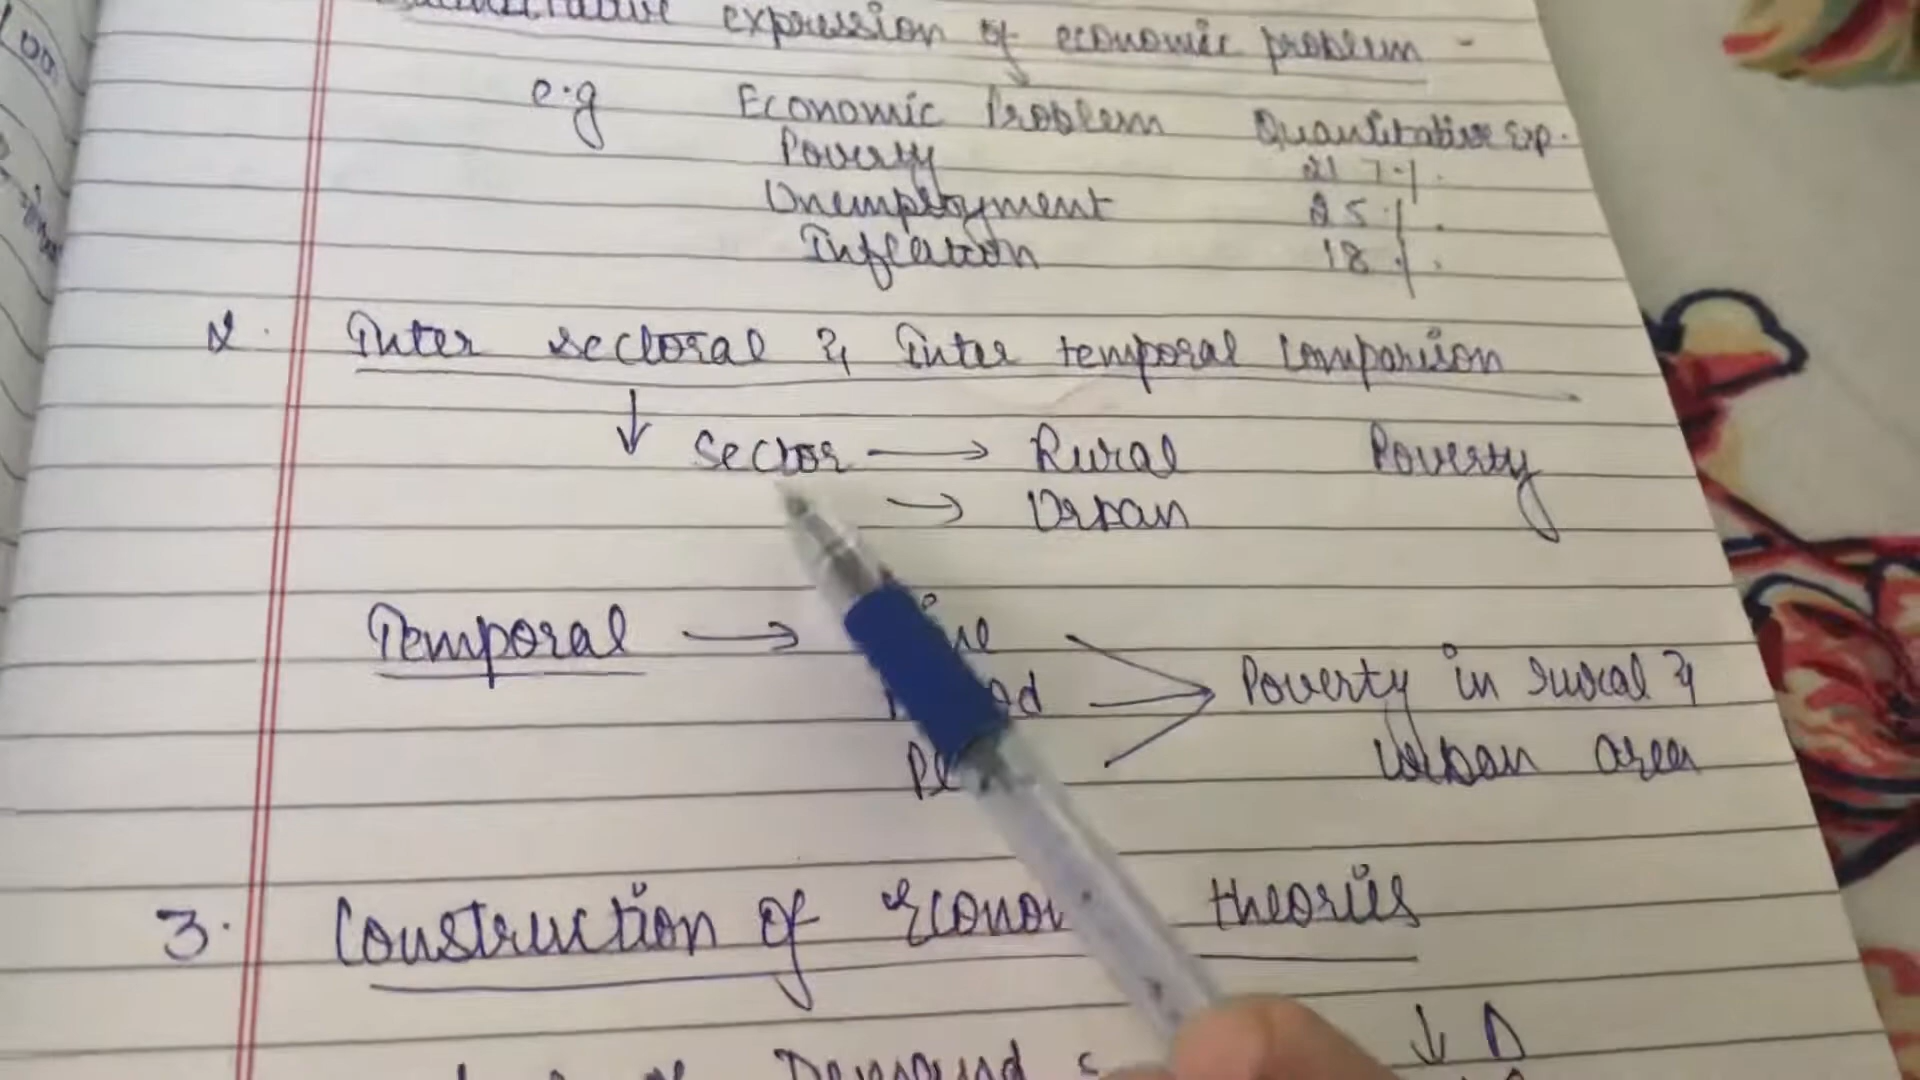 expression of economic problem -
e.g Economic Problem Quantitative Exp.
Poverty 21.7%.
Unemployment 25%.
Inflation 18%.
2. Inter sectoral & Inter temporal Comparison
↓ Sector → Rural Poverty
→ Urban
Temporal →
Poverty in rural &
Urban area
3. Construction of theories
↓ D
Demand